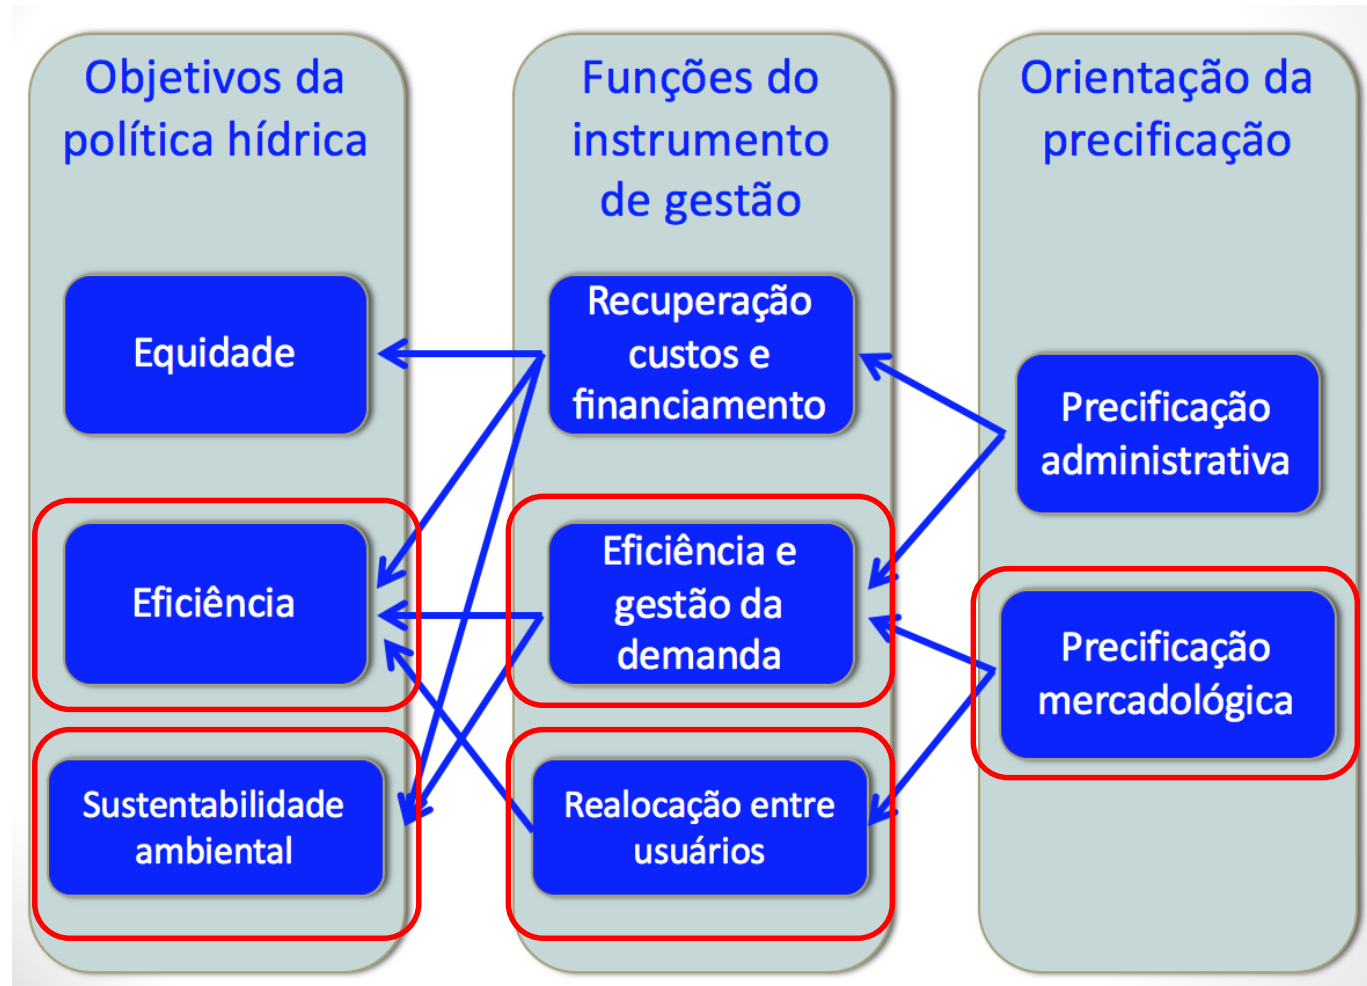 Objetivos da
política hídrica
Equidade
Eficiência
Sustentabilidade
ambiental
Funções do
instrumento
de gestão
Recuperação
custos e
financiamento
Eficiência e
gestão da
demanda
Realocação entre
usuários
Orientação da
precificação
Precificação
administrativa
Precificação
mercadológica